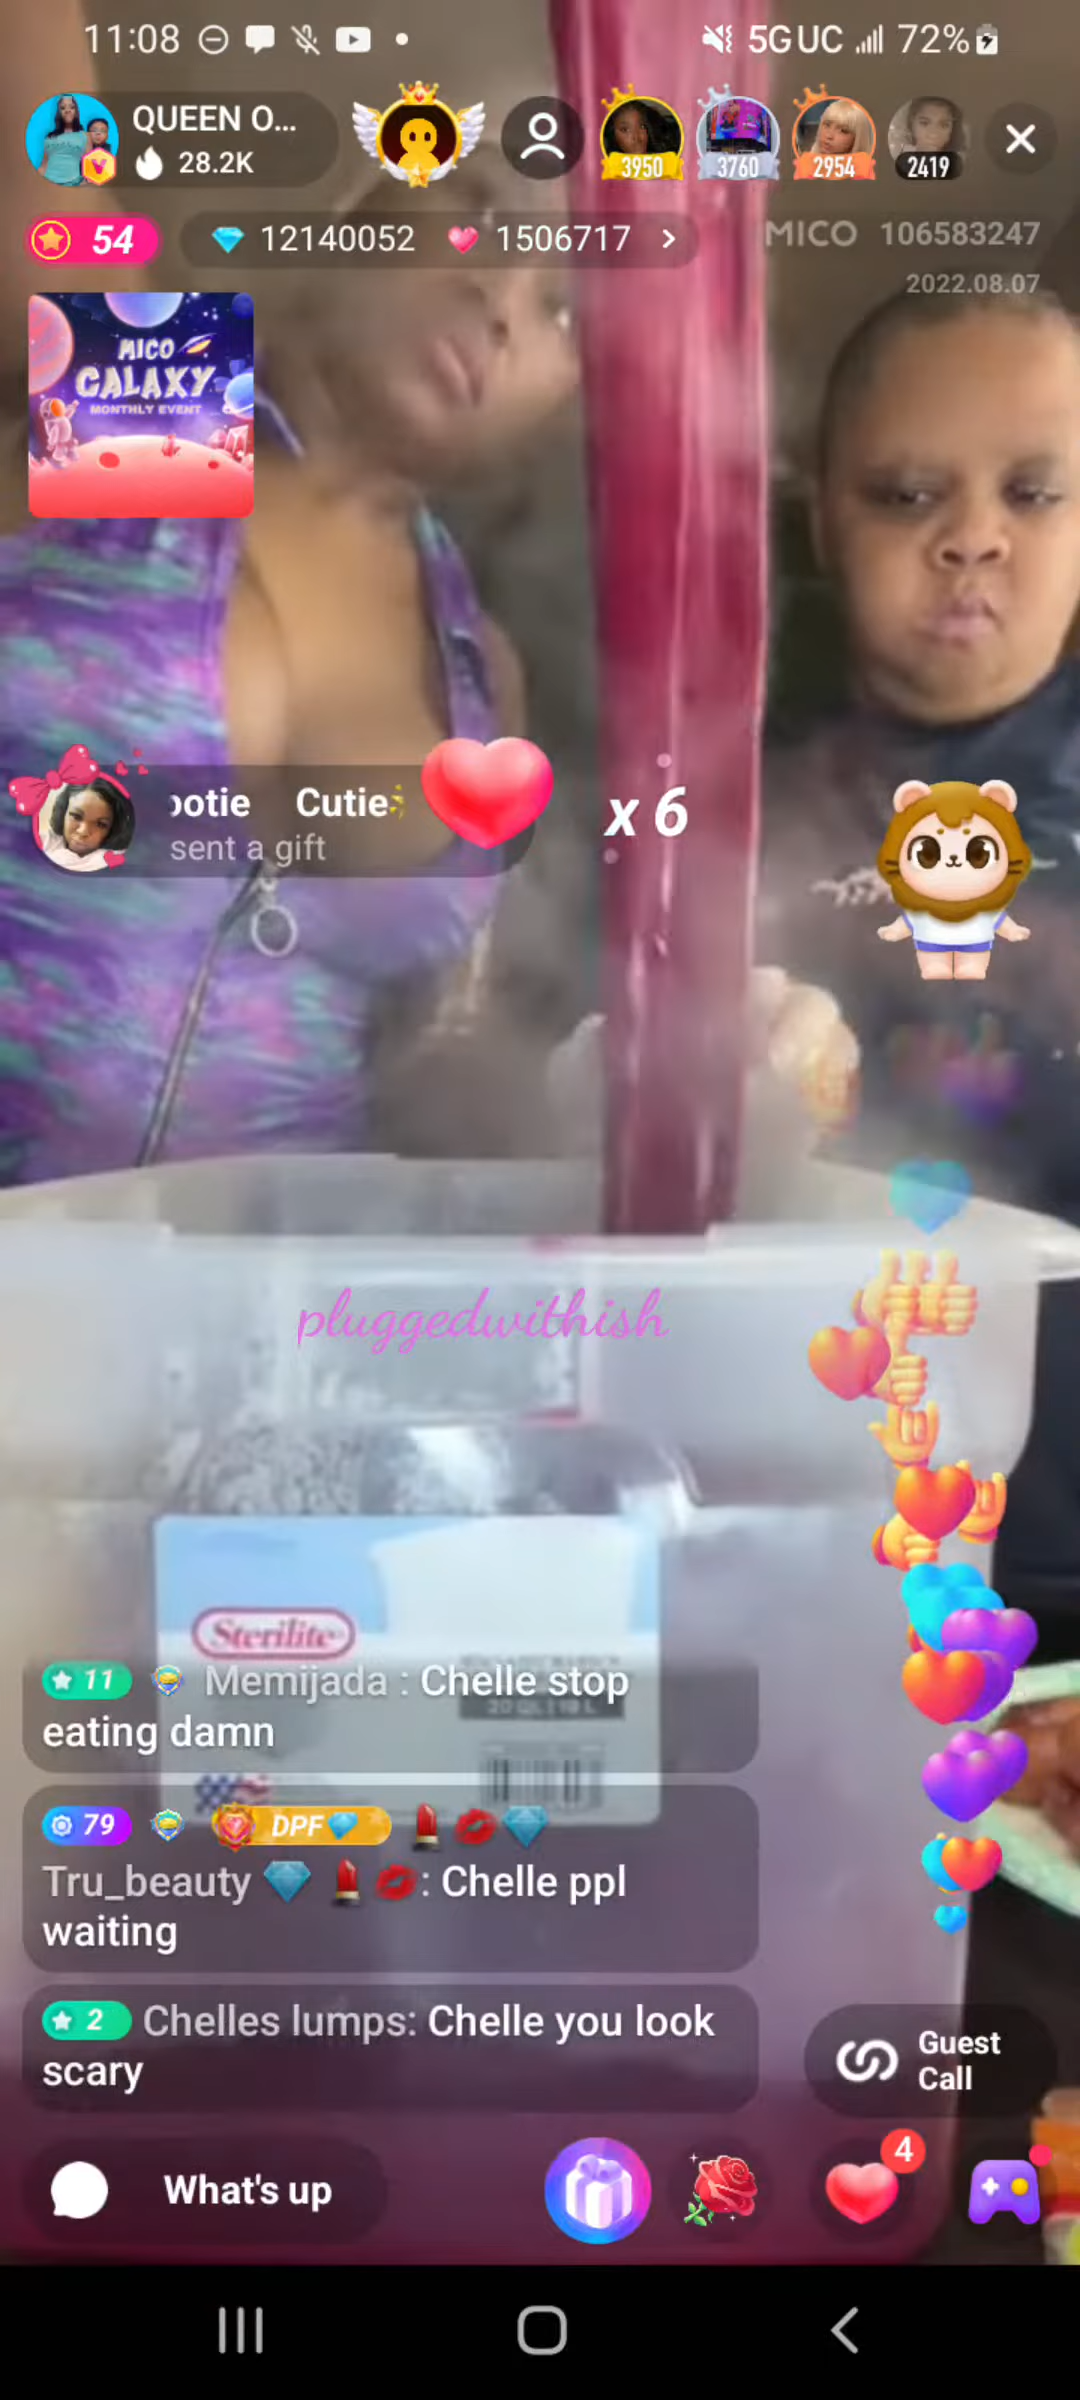 11:08 5GUC 72%
QUEEN O...
28.2K
3950 3760 2954 2419
54 12140052 1506717 MICO 106583247
2022.08.07
MICO
GALAXY
MONTHLY EVENT
ootie Cutie
sent a gift
x 6
pluggedwithish
Sterilite
11 Memijada : Chelle stop
eating damn
79 DPF
Tru_beauty : Chelle ppl
waiting
2 Chelles lumps: Chelle you look
scary
Guest
Call
What's up
4